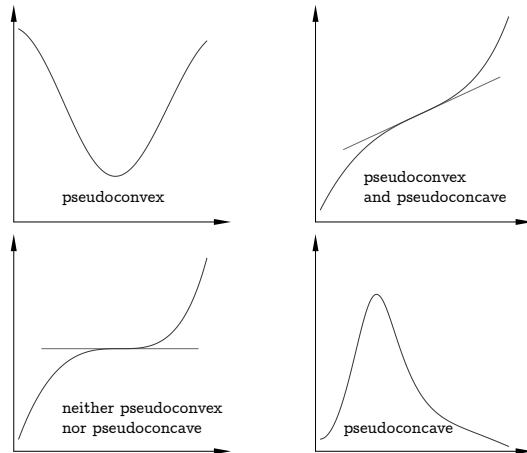 pseudoconvex
pseudoconvex
and pseudoconcave
neither pseudoconvex
nor pseudoconcave
pseudoconcave